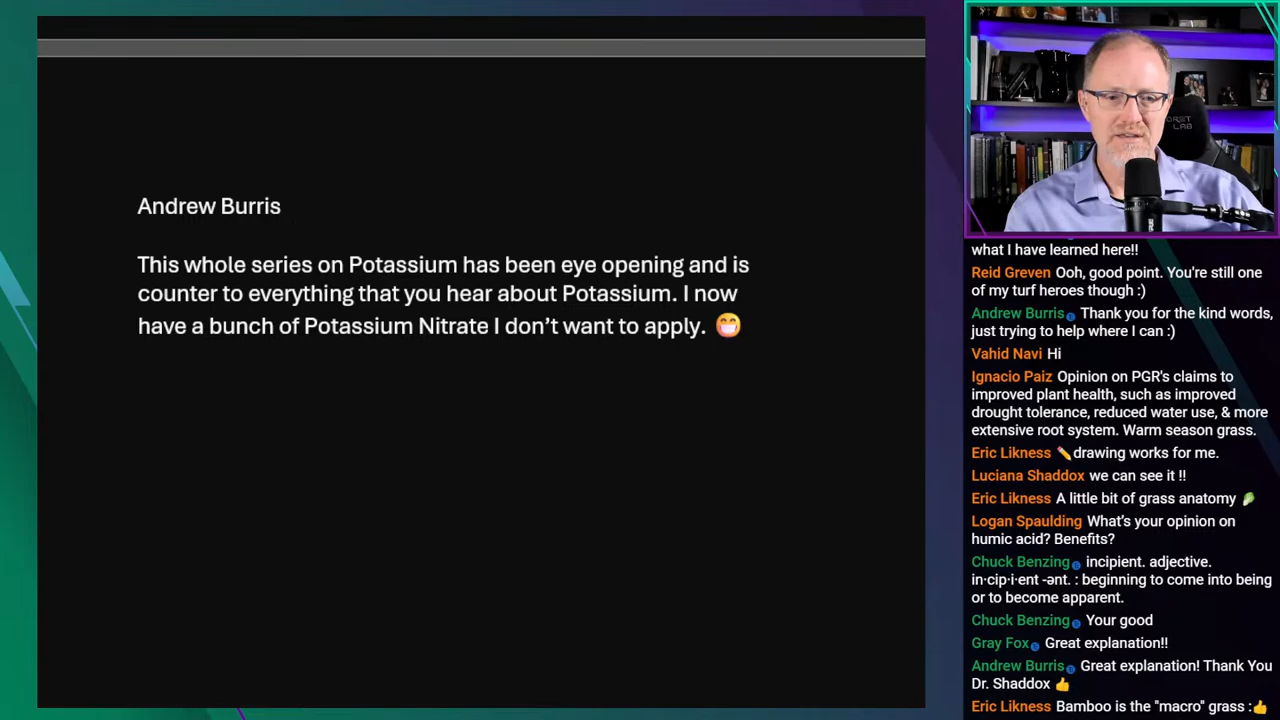 Andrew Burris
This whole series on Potassium has been eye opening and is
counter to everything that you hear about Potassium. I now
have a bunch of Potassium Nitrate I don’t want to apply. 😁
what I have learned here!!
Reid Greven Ooh, good point. You're still one
of my turf heroes though :)
Andrew Burris Thank you for the kind words,
just trying to help where I can :)
Vahid Navi Hi
Ignacio Paiz Opinion on PGR's claims to
improved plant health, such as improved
drought tolerance, reduced water use, & more
extensive root system. Warm season grass.
Eric Likness ✏️drawing works for me.
Luciana Shaddox we can see it !!
Eric Likness A little bit of grass anatomy 🥬
Logan Spaulding What's your opinion on
humic acid? Benefits?
Chuck Benzing incipient. adjective.
in·cip·i·ent -ənt. : beginning to come into being
or to become apparent.
Chuck Benzing Your good
Gray Fox Great explanation!!
Andrew Burris Great explanation! Thank You
Dr. Shaddox 👍
Eric Likness Bamboo is the "macro" grass :👍